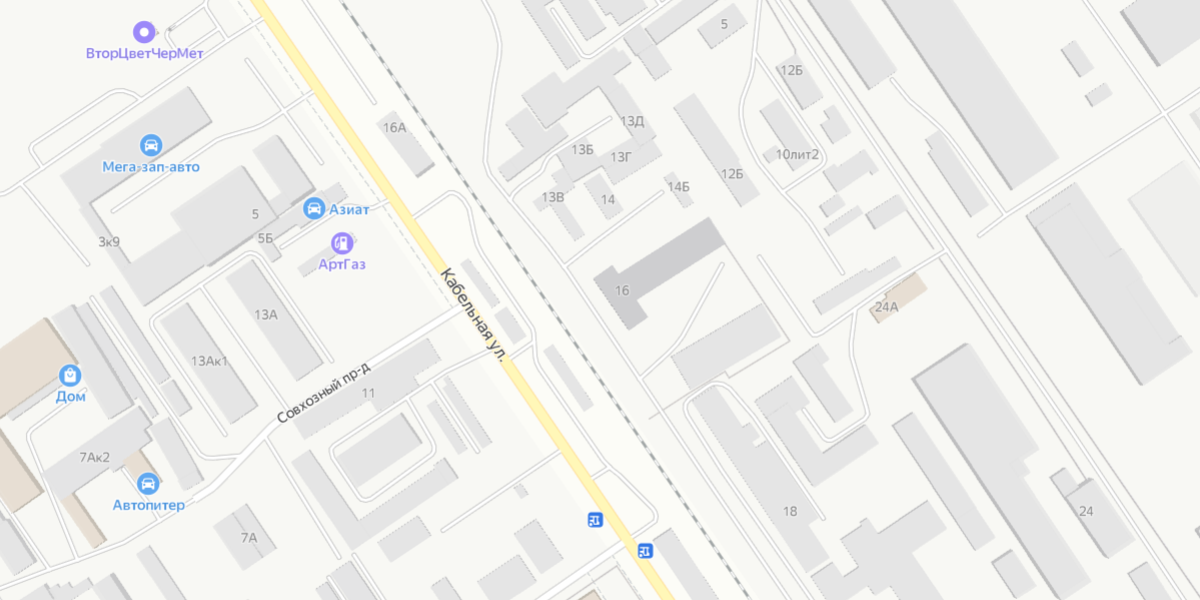 5
ВторЦветЧерМет
12Б
16А
13Д
13Б
13Г
10лит2
Мега-зап-авто
12Б
14Б
13В
14
Азиат
5
5Б
3к9
АртГаз
16
Кабельная ул.
24А
13А
13Ак1
Дом
Совхозный пр-д
11
7Ак2
Автопитер
18
24
7А